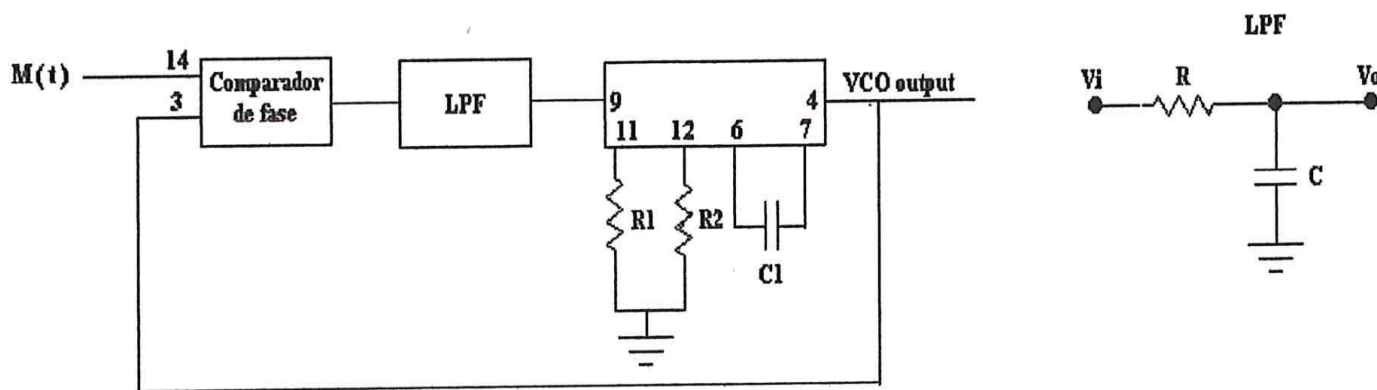 LPF
M(t)
14
3
Comparador
de fase
LPF
9
4
11
12
6
7
VCO output
R1
R2
C1
Vi
R
Vo
C